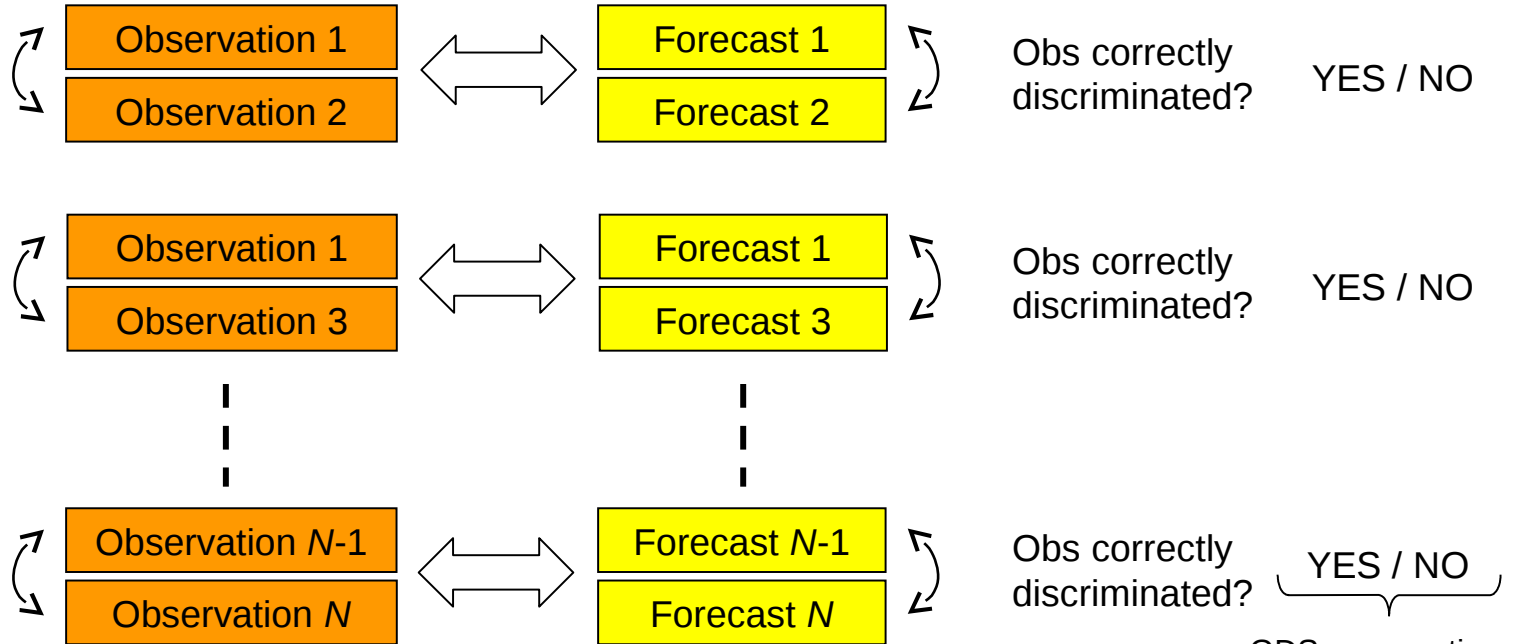 Observation 1
Forecast 1
Obs correctly
discriminated?
YES / NO
Observation 2
Forecast 2
Observation 1
Forecast 1
Obs correctly
discriminated?
YES / NO
Observation 3
Forecast 3
Observation N-1
Forecast N-1
Obs correctly
discriminated?
YES / NO
Observation N
Forecast N